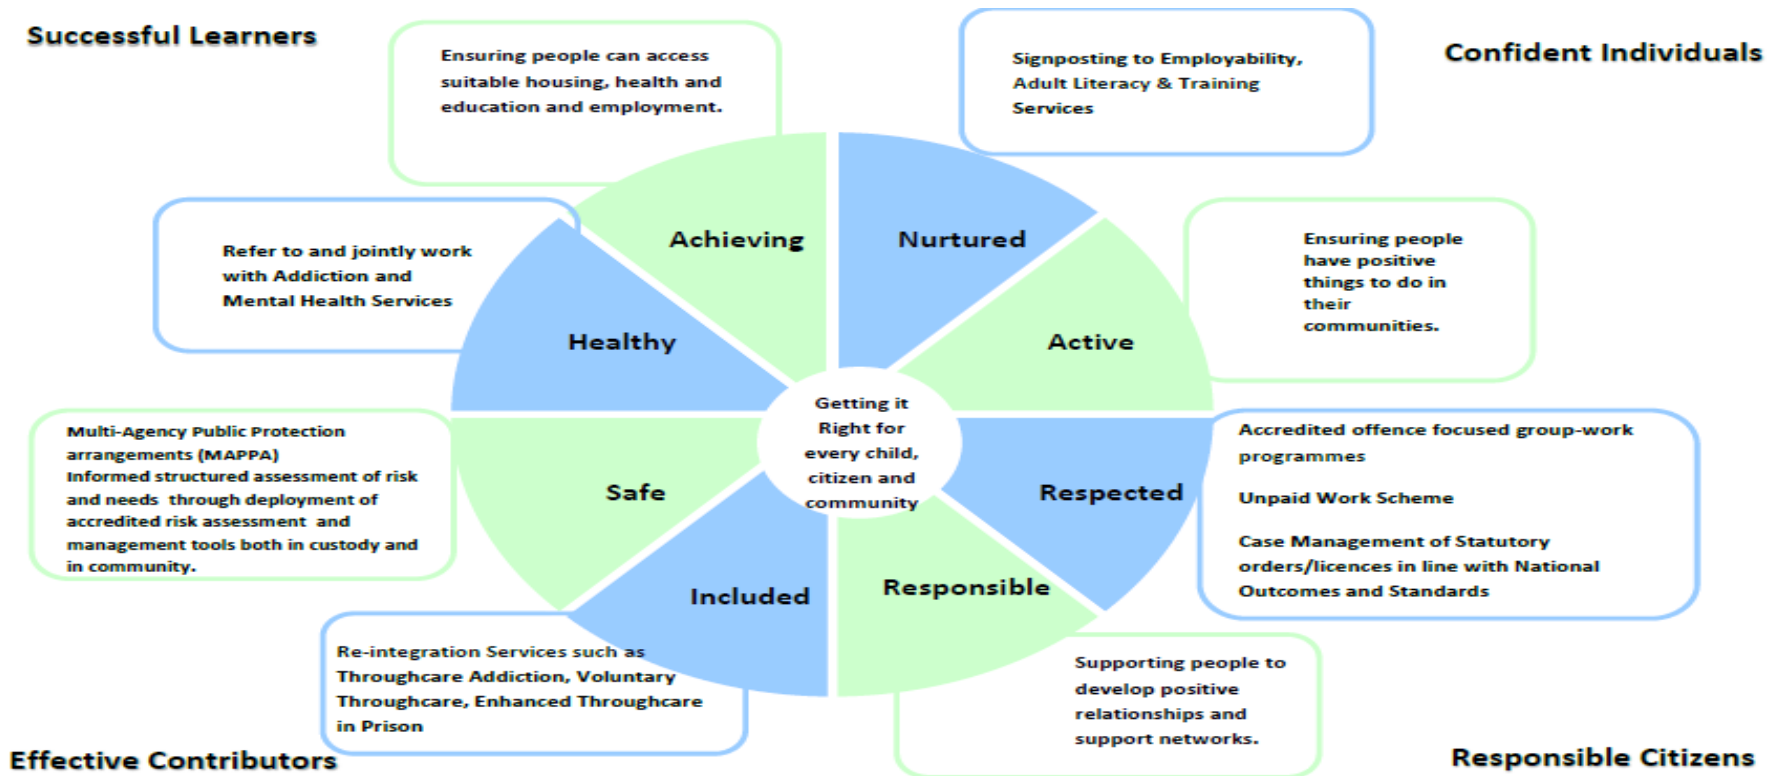 Successful Learners
Ensuring people can access
suitable housing, health and
education and employment.
Signposting to Employability,
Adult Literacy & Training
Services
Confident Individuals
Achieving
Nurtured
Refer to and jointly work
with Addiction and
Mental Health Services
Ensuring people
have positive
things to do in
their
communities.
Healthy
Active
Getting it
Right for
every child,
citizen and
community
Multi-Agency Public Protection
arrangements (MAPPA)
Informed structured assessment of risk
and needs through deployment of
accredited risk assessment and
management tools both in custody and
in community.
Safe
Respected
Accredited offence focused group-work
programmes
Unpaid Work Scheme
Case Management of Statutory
orders/licences in line with National
Outcomes and Standards
Included
Responsible
Re-integration Services such as
Throughcare Addiction, Voluntary
Throughcare, Enhanced Throughcare
in Prison
Supporting people to
develop positive
relationships and
support networks.
Effective Contributors
Responsible Citizens